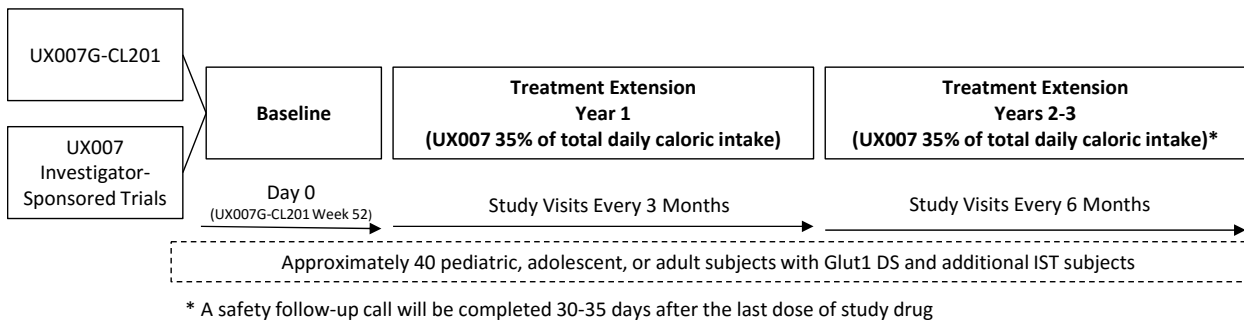 UX007G-CL201
UX007
Investigator-
Sponsored Trials
Baseline
Treatment Extension
Year 1
(UX007 35% of total daily caloric intake)
Treatment Extension
Years 2-3
(UX007 35% of total daily caloric intake)*
Day 0
(UX007G-CL201 Week 52)
Study Visits Every 3 Months
Study Visits Every 6 Months
Approximately 40 pediatric, adolescent, or adult subjects with Glut1 DS and additional IST subjects
* A safety follow-up call will be completed 30-35 days after the last dose of study drug